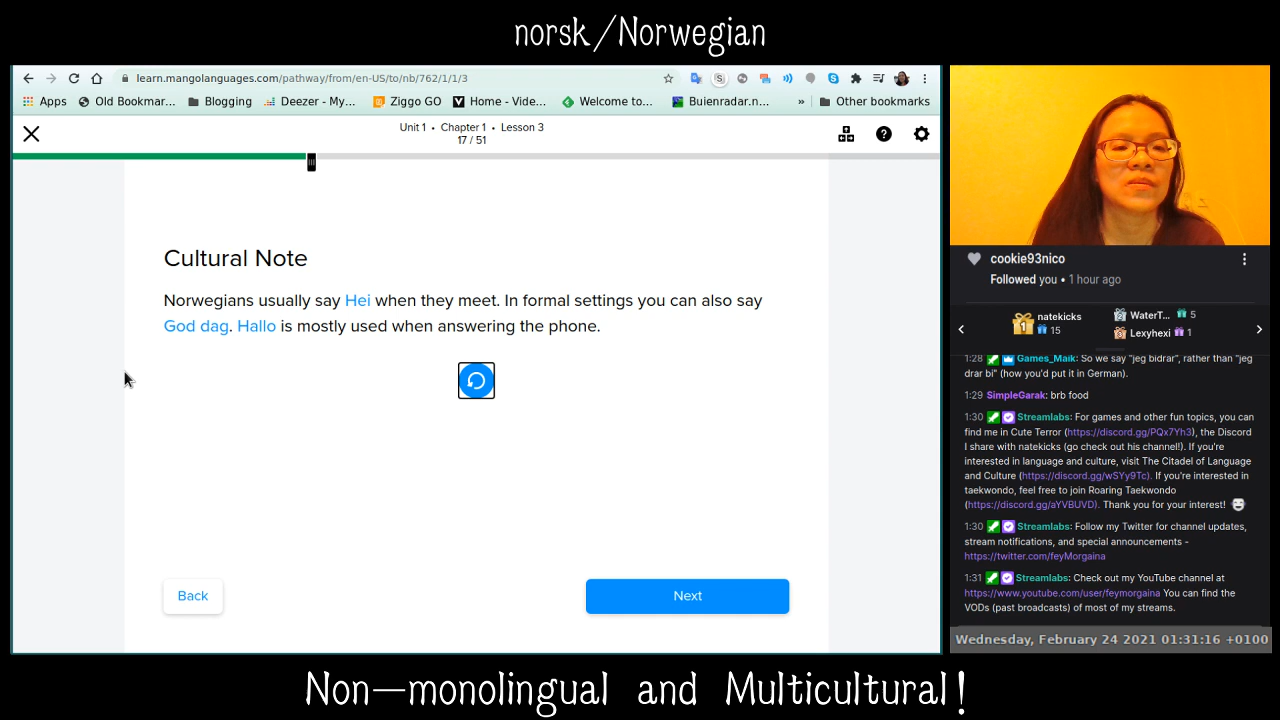 norsk/Norwegian
learn.mangolanguages.com/pathway/from/en-US/to/nb/762/1/1/3
Apps
Old Bookmar...
Blogging
Deezer - My...
Ziggo GO
Home - Vide...
Welcome to...
Buienradar.n...
»
Other bookmarks
Unit 1 • Chapter 1 • Lesson 3
17 / 51
Cultural Note
Norwegians usually say Hei when they meet. In formal settings you can also say
God dag. Hallo is mostly used when answering the phone.
Back
Next
cookie93nico
Followed you • 1 hour ago
1
natekicks
15
2
WaterT...
5
3
Lexyhexi
1
1:28 Games_Maik: So we say "jeg bidrar", rather than "jeg
drar bi" (how you'd put it in German).
1:29 SimpleGarak: brb food
1:30 Streamlabs: For games and other fun topics, you can
find me in Cute Terror (https://discord.gg/PQx7Yh3), the Discord
I share with natekicks (go check out his channel!). If you're
interested in language and culture, visit The Citadel of Language
and Culture (https://discord.gg/wSYy9Tc). If you're interested in
taekwondo, feel free to join Roaring Taekwondo
(https://discord.gg/aYVBUVD). Thank you for your interest!
1:30 Streamlabs: Follow my Twitter for channel updates,
stream notifications, and special announcements -
https://twitter.com/feyMorgaina
1:31 Streamlabs: Check out my YouTube channel at
https://www.youtube.com/user/feymorgaina You can find the
VODs (past broadcasts) of most of my streams.
Wednesday, February 24 2021 01:31:16 +0100
Non-monolingual and Multicultural!